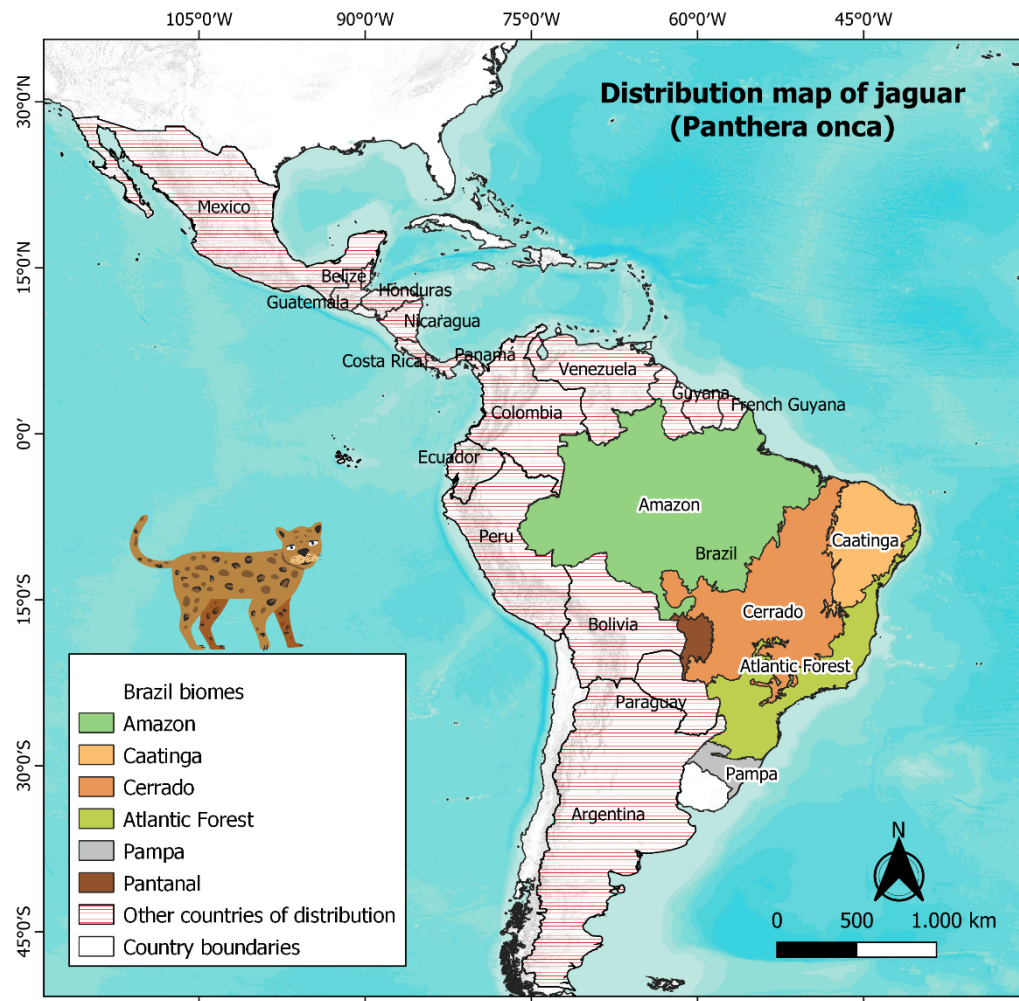 105°0'W
90°0'W
75°0'W
60°0'W
45°0'W
30°0'N
15°0'N
0°0'
15°0'S
30°0'S
45°0'S
Distribution map of jaguar
(Panthera onca)
Mexico
Belize
Honduras
Guatemala
Nicaragua
Costa Rica
Panamá
Venezuela
Guyana
French Guyana
Colombia
Ecuador
Amazon
Peru
Brazil
Caatinga
Bolivia
Cerrado
Atlantic Forest
Paraguay
Pampa
Argentina
Brazil biomes
Amazon
Caatinga
Cerrado
Atlantic Forest
Pampa
Pantanal
Other countries of distribution
Country boundaries
N
0 500 1.000 km